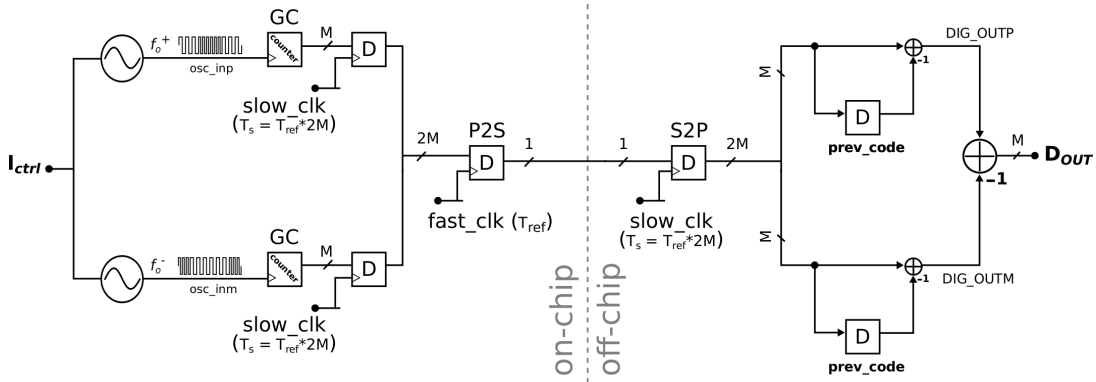 GC
f_o^+
osc_inp
counter
M
D
slow_clk
(T_s = T_ref*2M)
I_ctrl
2M
P2S
D
1
fast_clk (T_ref)
GC
f_o^-
osc_inm
counter
M
D
slow_clk
(T_s = T_ref*2M)
on-chip
off-chip
1
S2P
D
2M
slow_clk
(T_s = T_ref*2M)
M
-1
DIG_OUTP
D
prev_code
M
D_OUT
-1
M
-1
DIG_OUTM
D
prev_code